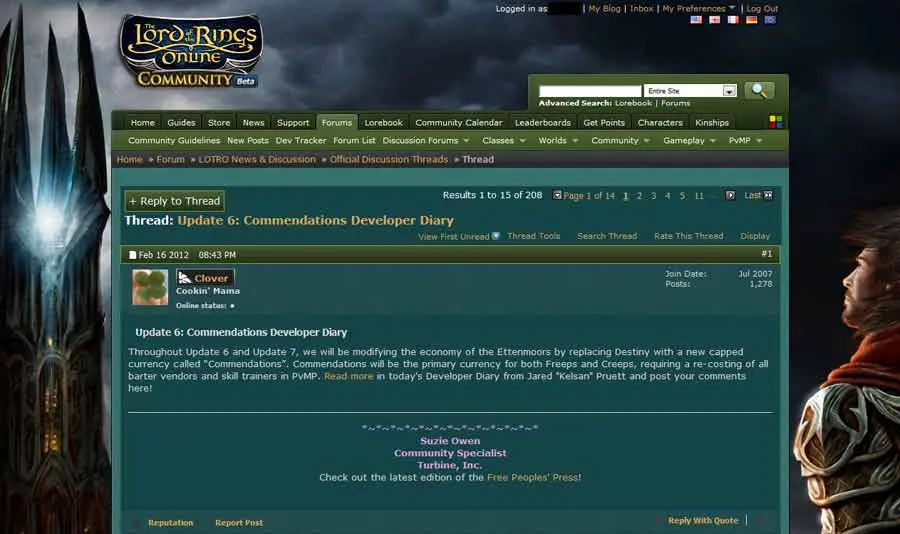 Logged in as | My Blog | Inbox | My Preferences | Log Out
The
Lord of the Rings
Online
COMMUNITY Beta
Entire Site
Advanced Search: Lorebook | Forums
Home Guides Store News Support Forums Lorebook Community Calendar Leaderboards Get Points Characters Kinships
Community Guidelines New Posts Dev Tracker Forum List Discussion Forums Classes Worlds Community Gameplay PvMP
Home » Forum » LOTRO News & Discussion » Official Discussion Threads » Thread
+ Reply to Thread
Results 1 to 15 of 208 Page 1 of 14 1 2 3 4 5 11 ... Last
Thread: Update 6: Commendations Developer Diary
View First Unread Thread Tools Search Thread Rate This Thread Display
Feb 16 2012 08:43 PM #1
Clover
Cookin' Mama
Online status: ●
Join Date: Jul 2007
Posts: 1,278
Update 6: Commendations Developer Diary
Throughout Update 6 and Update 7, we will be modifying the economy of the Ettenmoors by replacing Destiny with a new capped
currency called "Commendations". Commendations will be the primary currency for both Freeps and Creeps, requiring a re-costing of all
barter vendors and skill trainers in PvMP. Read more in today's Developer Diary from Jared "Kelsan" Pruett and post your comments
here!
*~*~*~*~*~*~*~*~*~*~*~*~*
Suzie Owen
Community Specialist
Turbine, Inc.
Check out the latest edition of the Free Peoples' Press!
Reputation Report Post Reply With Quote |